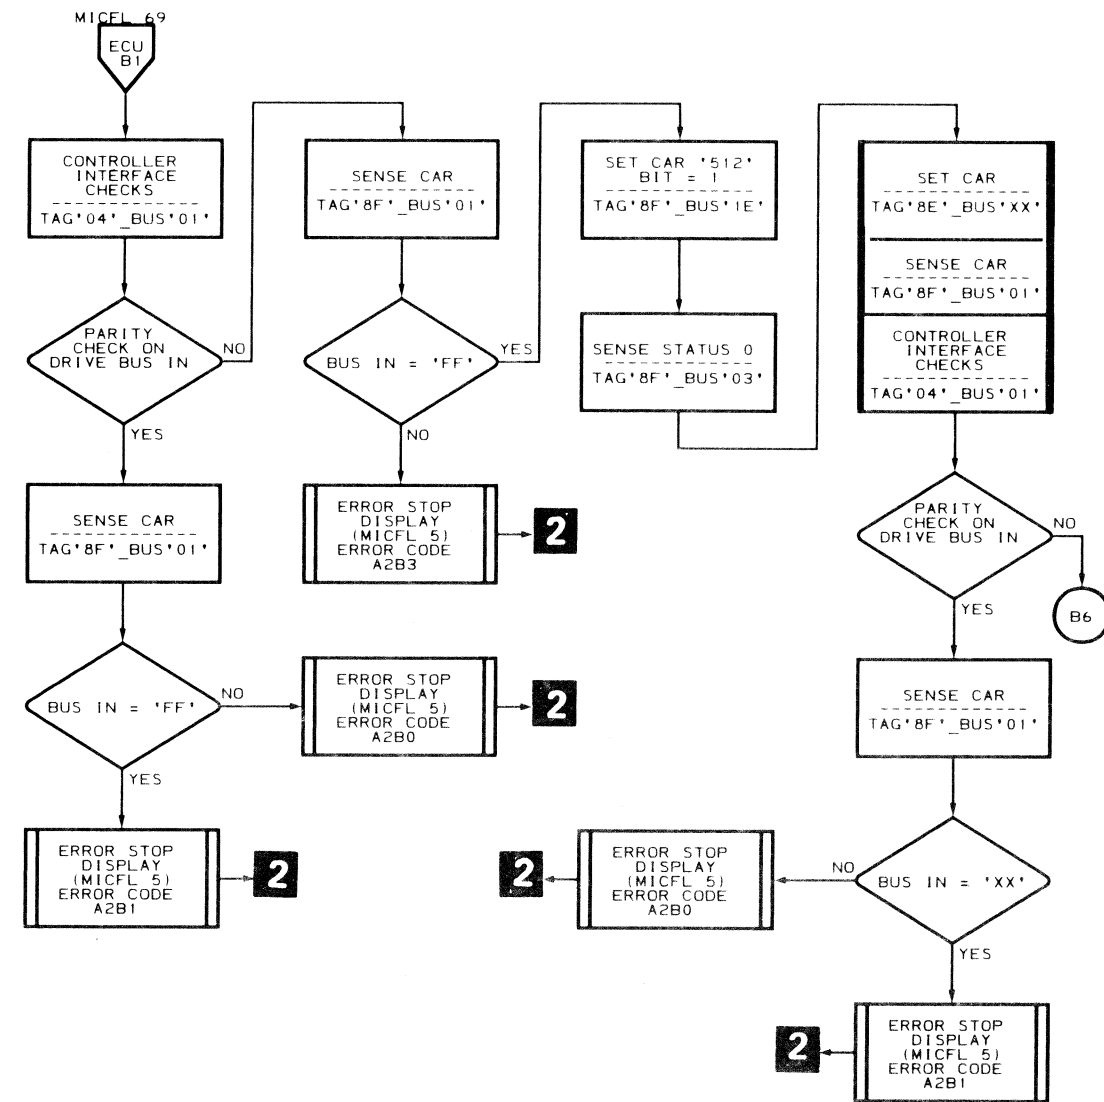 MICFL 69
ECU
B1
CONTROLLER
INTERFACE
CHECKS
TAG'04'_BUS'01'
PARITY
CHECK ON
DRIVE BUS IN
NO
YES
SENSE CAR
TAG'8F'_BUS'01'
BUS IN = 'FF'
NO
YES
ERROR STOP
DISPLAY
(MICFL 5)
ERROR CODE
A2B1
2
ERROR STOP
DISPLAY
(MICFL 5)
ERROR CODE
A2B0
2
SENSE CAR
TAG'8F'_BUS'01'
BUS IN = 'FF'
YES
NO
ERROR STOP
DISPLAY
(MICFL 5)
ERROR CODE
A2B3
2
SET CAR '512'
BIT = 1
TAG'8F'_BUS'1E'
SENSE STATUS 0
TAG'8F'_BUS'03'
SET CAR
TAG'8E'_BUS'XX'
SENSE CAR
TAG'8F'_BUS'01'
CONTROLLER
INTERFACE
CHECKS
TAG'04'_BUS'01'
PARITY
CHECK ON
DRIVE BUS IN
NO
B6
YES
SENSE CAR
TAG'8F'_BUS'01'
BUS IN = 'XX'
NO
ERROR STOP
DISPLAY
(MICFL 5)
ERROR CODE
A2B0
2
YES
ERROR STOP
DISPLAY
(MICFL 5)
ERROR CODE
A2B1
2